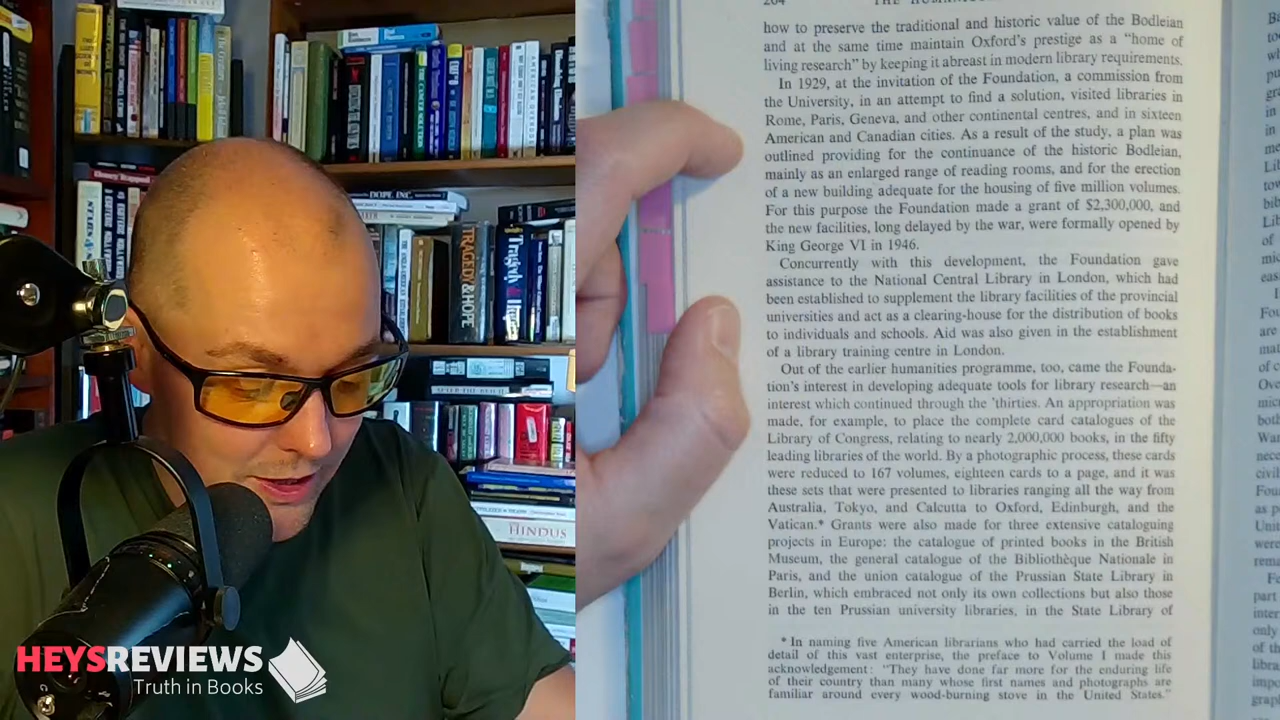 DOPE, INC.
TRAGEDY & HOPE
Tragedy
AFTER THE REICH
HINDUS
HEYSREVIEWS
Truth in Books
204
how to preserve the traditional and historic value of the Bodleian
and at the same time maintain Oxford's prestige as a “home of
living research” by keeping it abreast in modern library requirements.
In 1929, at the invitation of the Foundation, a commission from
the University, in an attempt to find a solution, visited libraries in
Rome, Paris, Geneva, and other continental centres, and in sixteen
American and Canadian cities. As a result of the study, a plan was
outlined providing for the continuance of the historic Bodleian,
mainly as an enlarged range of reading rooms, and for the erection
of a new building adequate for the housing of five million volumes.
For this purpose the Foundation made a grant of $2,300,000, and
the new facilities, long delayed by the war, were formally opened by
King George VI in 1946.
Concurrently with this development, the Foundation gave
assistance to the National Central Library in London, which had
been established to supplement the library facilities of the provincial
universities and act as a clearing-house for the distribution of books
to individuals and schools. Aid was also given in the establishment
of a library training centre in London.
Out of the earlier humanities programme, too, came the Founda-
tion's interest in developing adequate tools for library research—an
interest which continued through the 'thirties. An appropriation was
made, for example, to place the complete card catalogues of the
Library of Congress, relating to nearly 2,000,000 books, in the fifty
leading libraries of the world. By a photographic process, these cards
were reduced to 167 volumes, eighteen cards to a page, and it was
these sets that were presented to libraries ranging all the way from
Australia, Tokyo, and Calcutta to Oxford, Edinburgh, and the
Vatican.* Grants were also made for three extensive cataloguing
projects in Europe: the catalogue of printed books in the British
Museum, the general catalogue of the Bibliothèque Nationale in
Paris, and the union catalogue of the Prussian State Library in
Berlin, which embraced not only its own collections but also those
in the ten Prussian university libraries, in the State Library of
* In naming five American librarians who had carried the load of
detail of this vast enterprise, the preface to Volume I made this
acknowledgement: “They have done far more for the enduring life
of their country than many whose first names and photographs are
familiar around every wood-burning stove in the United States.”